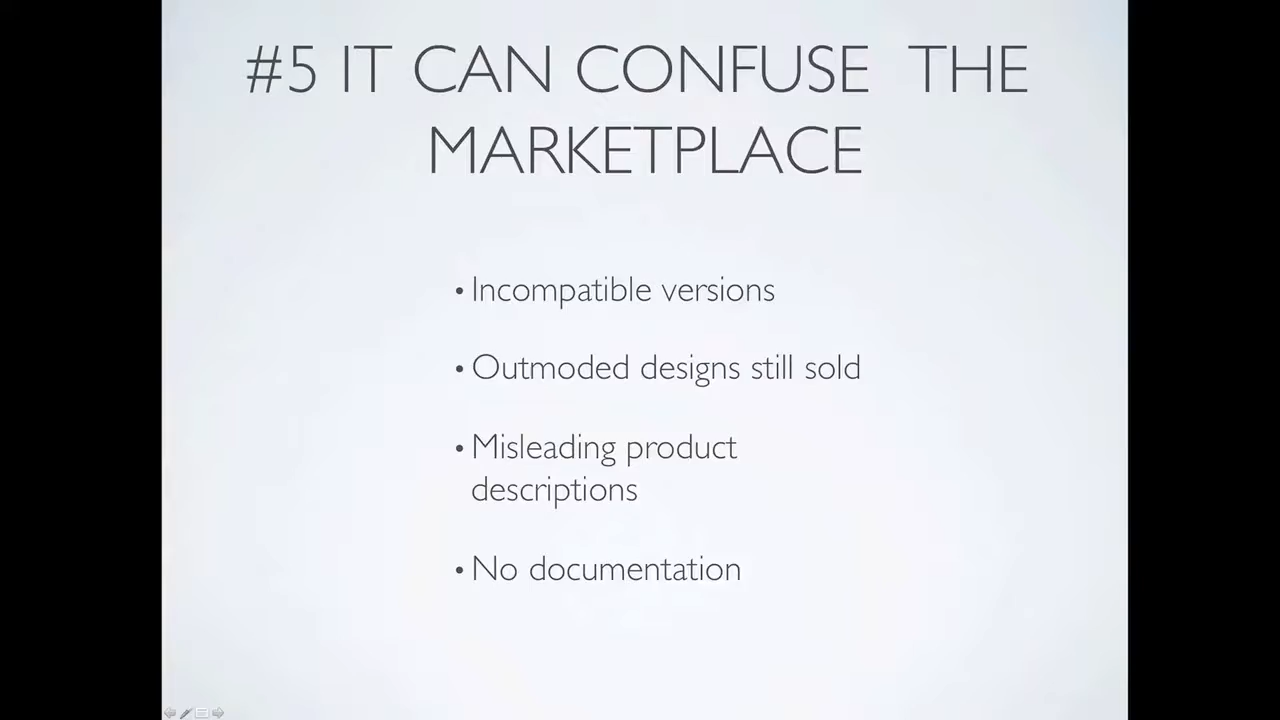 #5 IT CAN CONFUSE THE
MARKETPLACE
• Incompatible versions
• Outmoded designs still sold
• Misleading product
descriptions
• No documentation